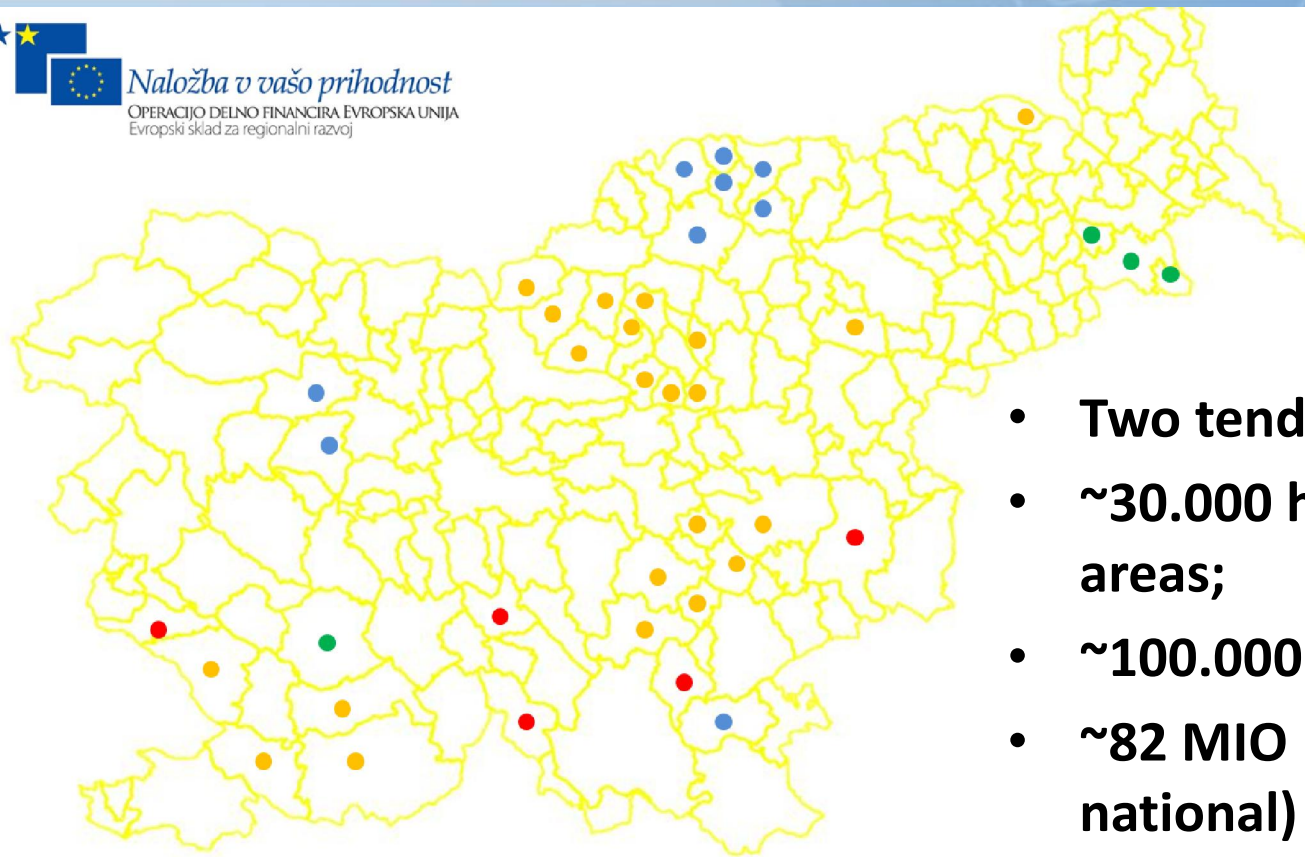 Naložba v vašo prihodnost
OPERACIJO DELNO FINANCIRA EVROPSKA UNIJA
Evropski sklad za regionalni razvoj
• Two tend
• ~30.000 h
areas;
• ~100.000
• ~82 MIO
national)